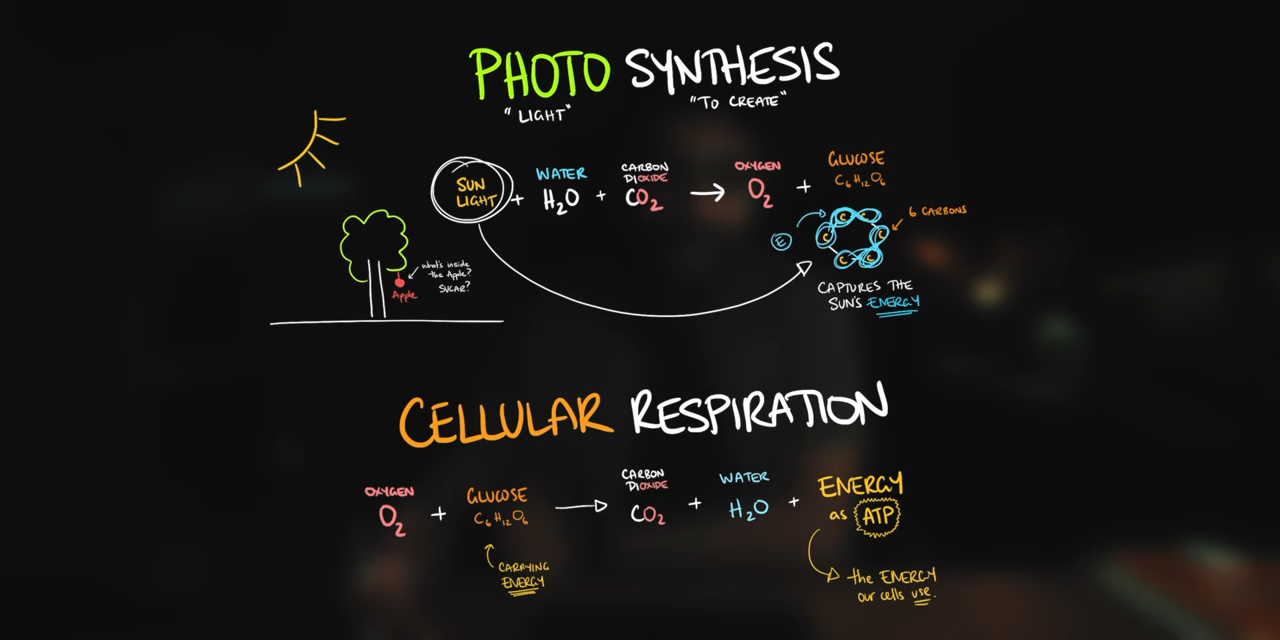 PHOTO SYNTHESIS
"LIGHT"
"TO CREATE"
SUN
LIGHT
+
WATER
H₂O
+
CARBON
DIOXIDE
CO₂
→
OXYGEN
O₂
+
GLUCOSE
C₆H₁₂O₆
6 CARBONS
E
C
C
C
C
C
C
CAPTURES THE
SUN'S ENERGY
what's inside
the Apple?
SUGAR?
Apple
CELLULAR RESPIRATION
OXYGEN
O₂
+
GLUCOSE
C₆H₁₂O₆
CARRYING
ENERGY
→
CARBON
DIOXIDE
CO₂
+
WATER
H₂O
+
ENERGY
as ATP
the ENERGY
our cells use.